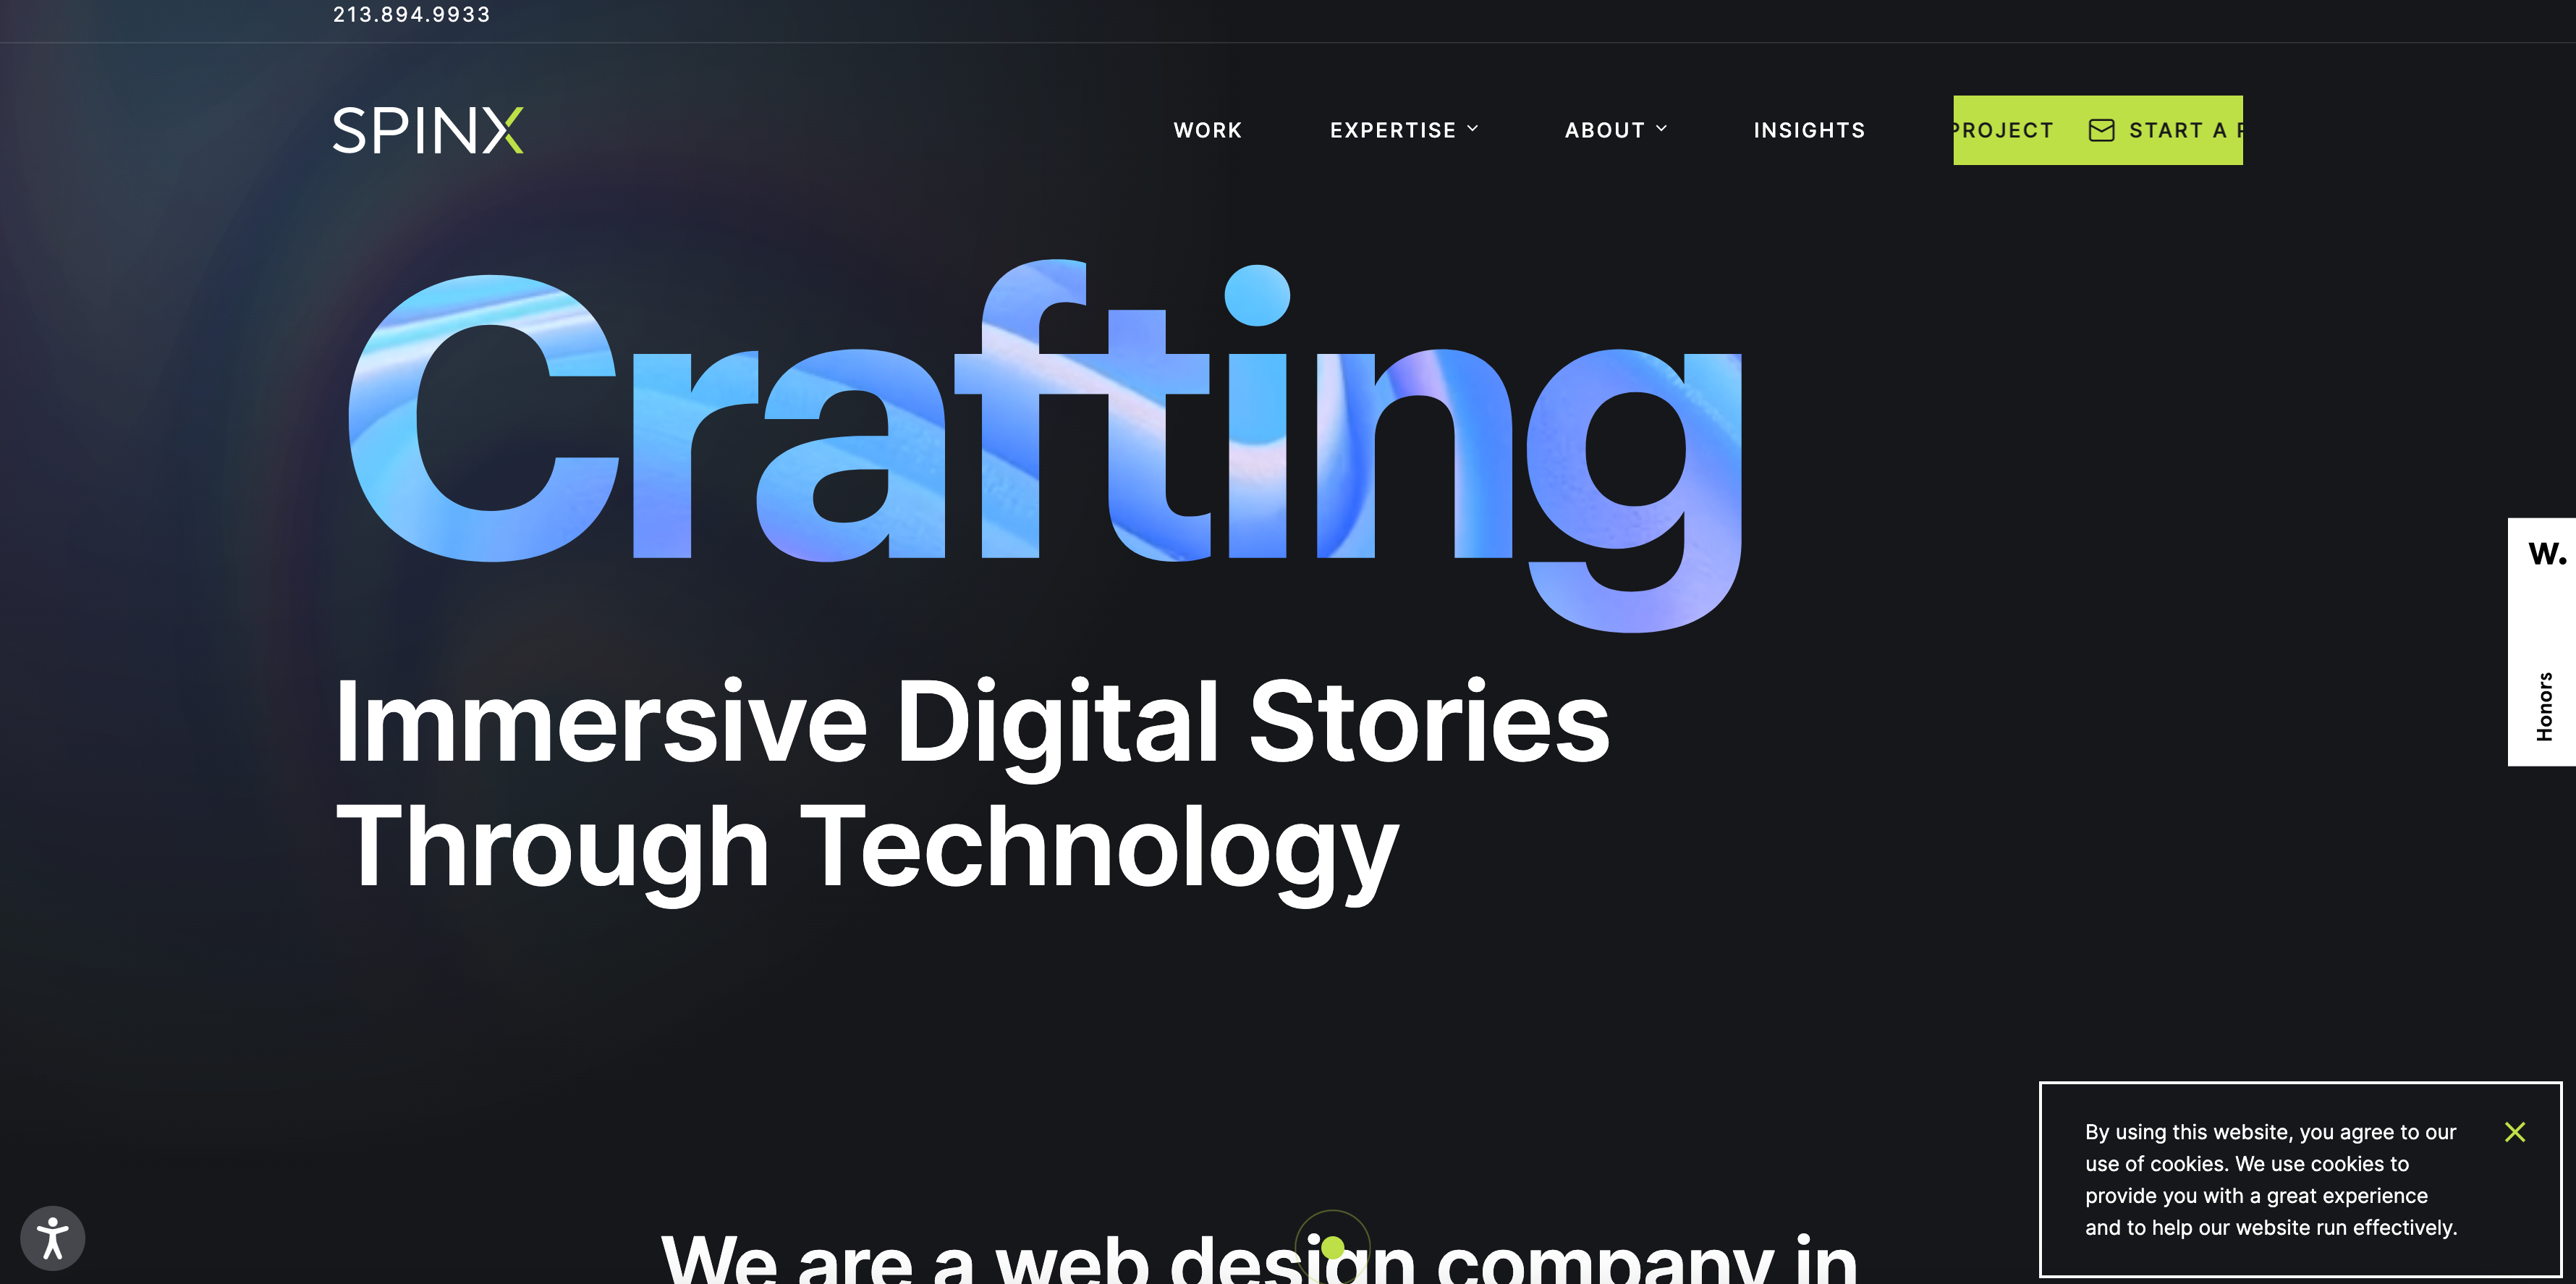 213.894.9933
SPINX
WORK
EXPERTISE
ABOUT
INSIGHTS
PROJECT
START A P
Crafting
Immersive Digital Stories
Through Technology
W.
Honors
By using this website, you agree to our
use of cookies. We use cookies to
provide you with a great experience
and to help our website run effectively.
We are a web design company in